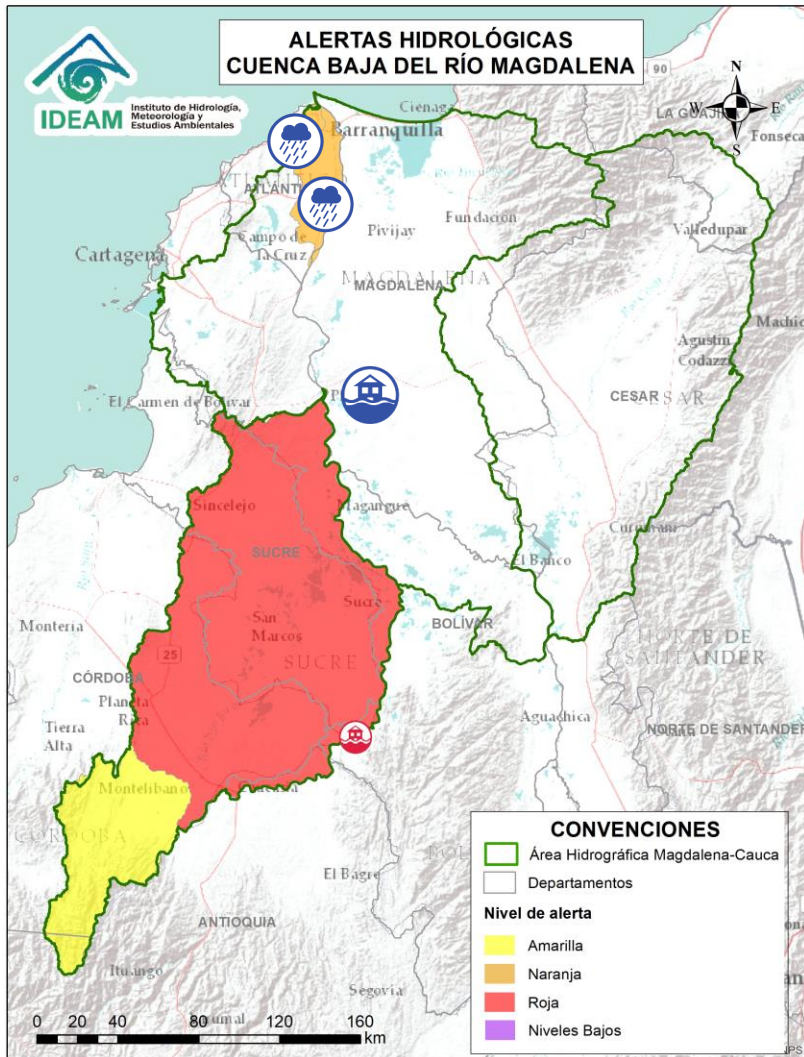 ALERTAS HIDROLÓGICAS
CUENCA BAJA DEL RÍO MAGDALENA
IDEAM
Instituto de Hidrología,
Meteorología y
Estudios Ambientales
N
W
E
S
90
LA GUAJIRA
Fonseca
Ciénaga
Barranquilla
ATLÁNTI
Pivijay
Fundación
Valledupar
Campo de
la Cruz
Cartagena
MAGDALENA
MAGDALENA
Agustín
Codazzi
CESAR
CESAR
El Carmen de Bolívar
Sincelejo
Magangue
Curumaní
SUCRE
El Banco
Sucre
San
Marcos
BOLÍVAR
Montería
25
SUCRE
NORTE DE
SANTANDER
CÓRDOBA
Planeta
Rica
Tierra
Alta
Aguachica
NORTE DE SANTANDER
Montelíbano
CÓRDOBA
El Bagre
ANTIOQUIA
Ituango
Segovia
0 20 40 80 120 160
km
CONVENCIONES
Área Hidrográfica Magdalena-Cauca
Departamentos
Nivel de alerta
Amarilla
Naranja
Roja
Niveles Bajos